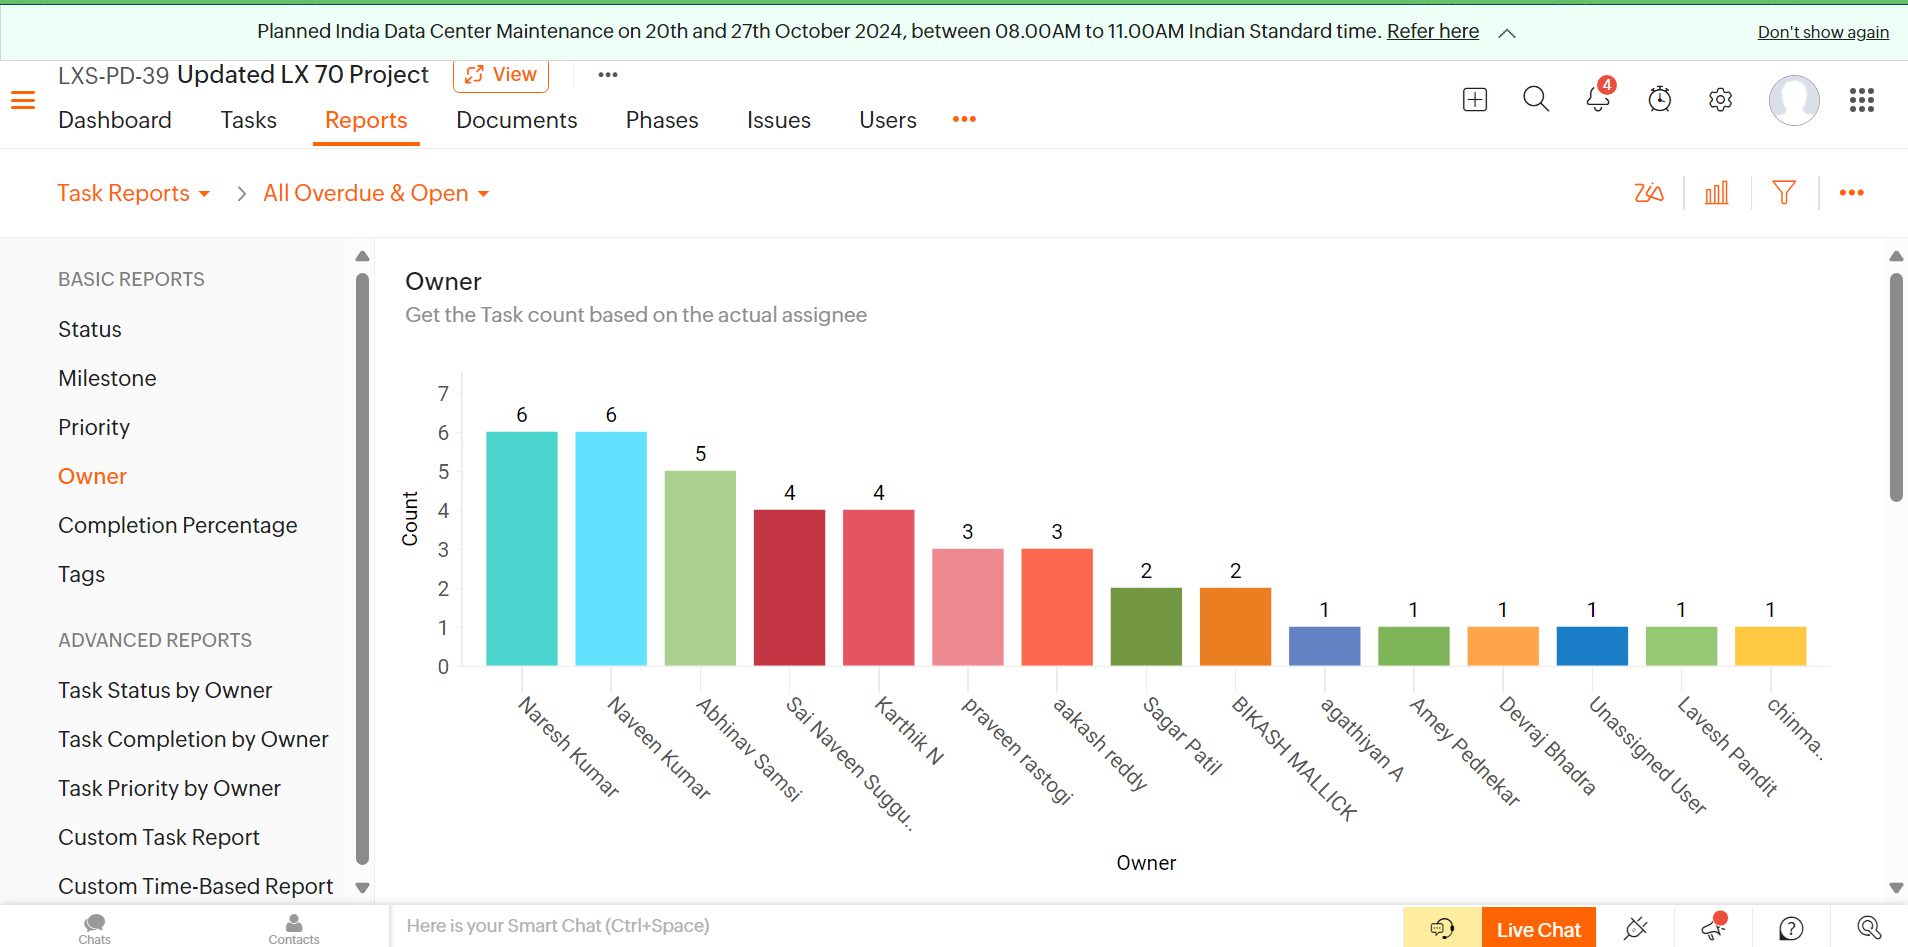 Planned India Data Center Maintenance on 20th and 27th October 2024, between 08.00AM to 11.00AM Indian Standard time. Refer here
Don't show again
LXS-PD-39 Updated LX 70 Project
View
4
Dashboard
Tasks
Reports
Documents
Phases
Issues
Users
Task Reports
All Overdue & Open
BASIC REPORTS
Status
Milestone
Priority
Owner
Completion Percentage
Tags
ADVANCED REPORTS
Task Status by Owner
Task Completion by Owner
Task Priority by Owner
Custom Task Report
Custom Time-Based Report
Owner
Get the Task count based on the actual assignee
Count
7
6
5
4
3
2
1
0
6
6
5
4
4
3
3
2
2
1
1
1
1
1
1
Naresh Kumar
Naveen Kumar
Abhinav Samsi
Sai Naveen Suggu..
Karthik N
praveen rastogi
aakash reddy
Sagar Patil
BIKASH MALLICK
agathiyan A
Amey Pednekar
Devraj Bhadra
Unassigned User
Lavesh Pandit
chinma..
Owner
Chats
Contacts
Here is your Smart Chat (Ctrl+Space)
Live Chat